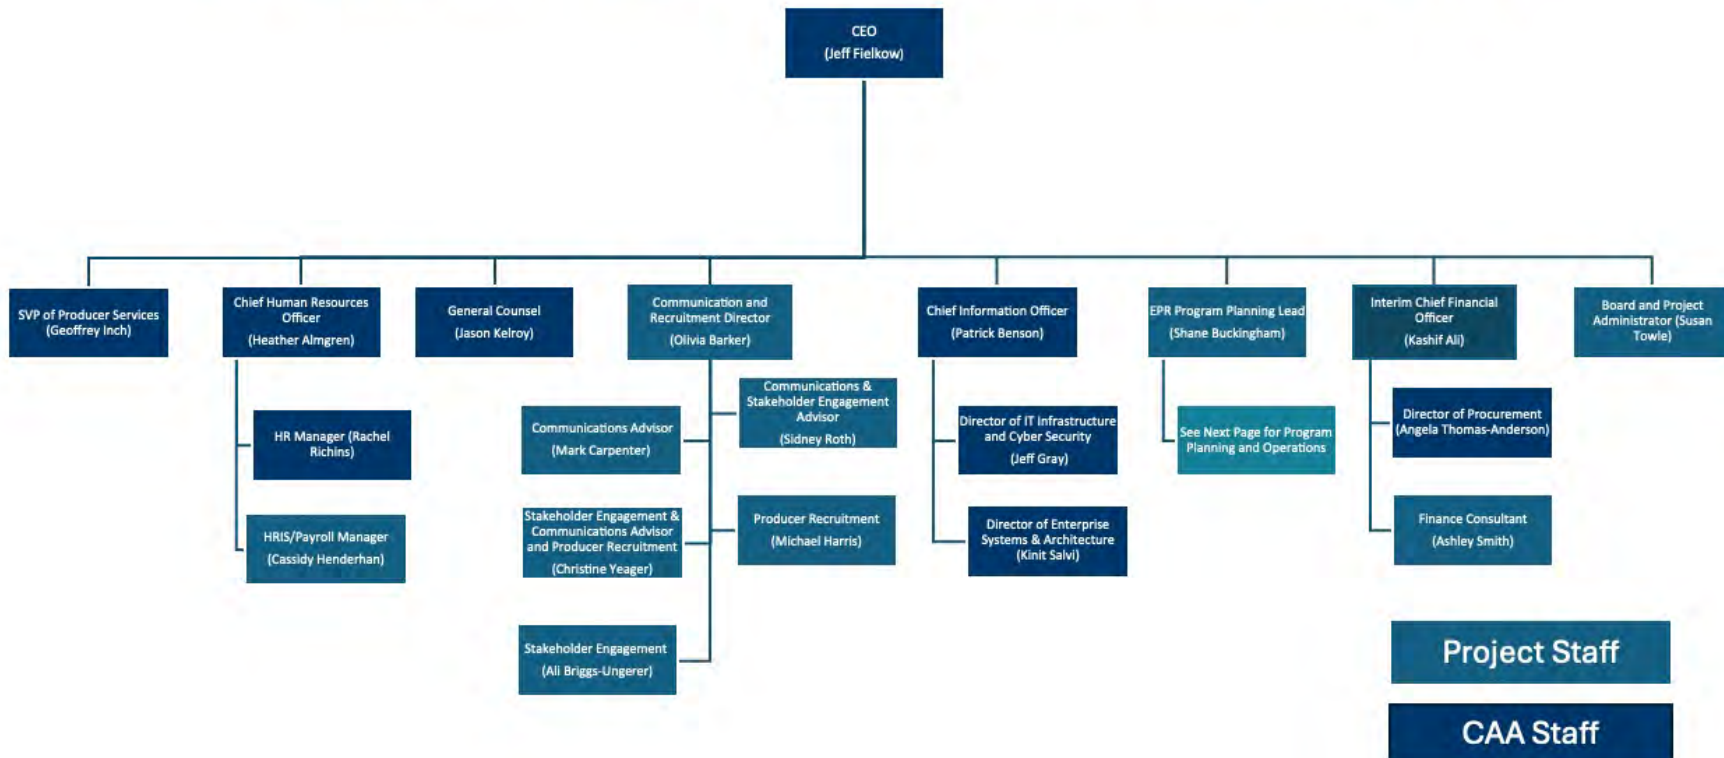 CEO
(Jeff Fielkow)
SVP of Producer Services
(Geoffrey Inch)
Chief Human Resources
Officer
(Heather Almgren)
General Counsel
(Jason Kelroy)
Communication and
Recruitment Director
(Olivia Barker)
Chief Information Officer
(Patrick Benson)
EPR Program Planning Lead
(Shane Buckingham)
Interim Chief Financial
Officer
(Kashif Ali)
Board and Project
Administrator (Susan
Towle)
HR Manager (Rachel
Richins)
HRIS/Payroll Manager
(Cassidy Henderhan)
Communications Advisor
(Mark Carpenter)
Communications &
Stakeholder Engagement
Advisor
(Sidney Roth)
Stakeholder Engagement &
Communications Advisor
and Producer Recruitment
(Christine Yeager)
Producer Recruitment
(Michael Harris)
Stakeholder Engagement
(Ali Briggs-Ungerer)
Director of IT Infrastructure
and Cyber Security
(Jeff Gray)
Director of Enterprise
Systems & Architecture
(Kinit Salvi)
See Next Page for Program
Planning and Operations
Director of Procurement
(Angela Thomas-Anderson)
Finance Consultant
(Ashley Smith)
Project Staff
CAA Staff